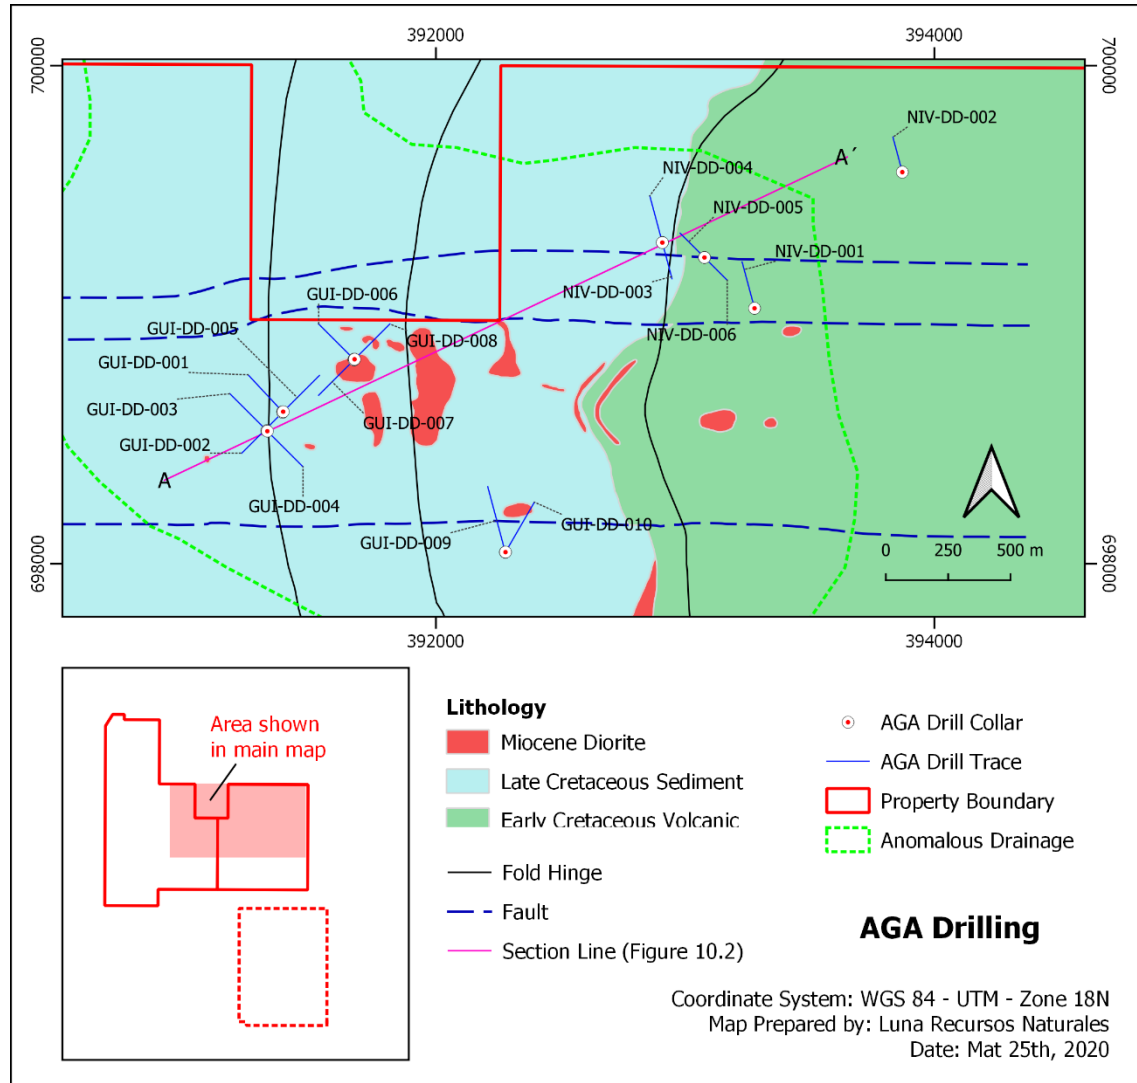 392000
394000
700000
700000
NIV-DD-002
A´
NIV-DD-004
NIV-DD-005
NIV-DD-001
NIV-DD-003
GUI-DD-006
GUI-DD-005
GUI-DD-008
NIV-DD-006
GUI-DD-001
GUI-DD-003
GUI-DD-007
GUI-DD-002
A
GUI-DD-004
GUI-DD-010
GUI-DD-009
0 250 500 m
698000
698000
392000
394000
Area shown
in main map
Lithology
Miocene Diorite
Late Cretaceous Sediment
Early Cretaceous Volcanic
Fold Hinge
Fault
Section Line (Figure 10.2)
AGA Drill Collar
AGA Drill Trace
Property Boundary
Anomalous Drainage
AGA Drilling
Coordinate System: WGS 84 - UTM - Zone 18N
Map Prepared by: Luna Recursos Naturales
Date: Mat 25th, 2020